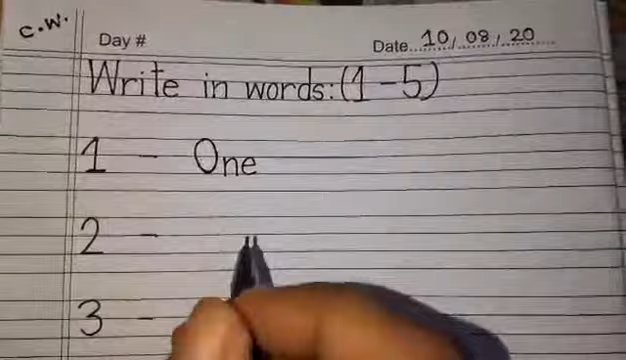 C.W.
Day #
Date 10/08/20
Write in words:(1-5)
1 - One
2 -
3 -